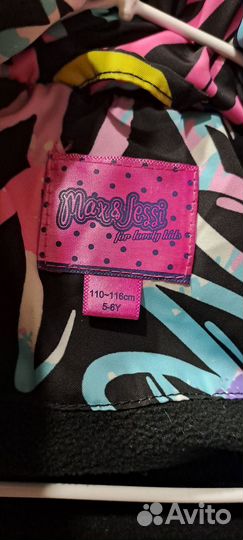 Max&Jessi
for lovely kids
110~116cm
5-6Y
Avito